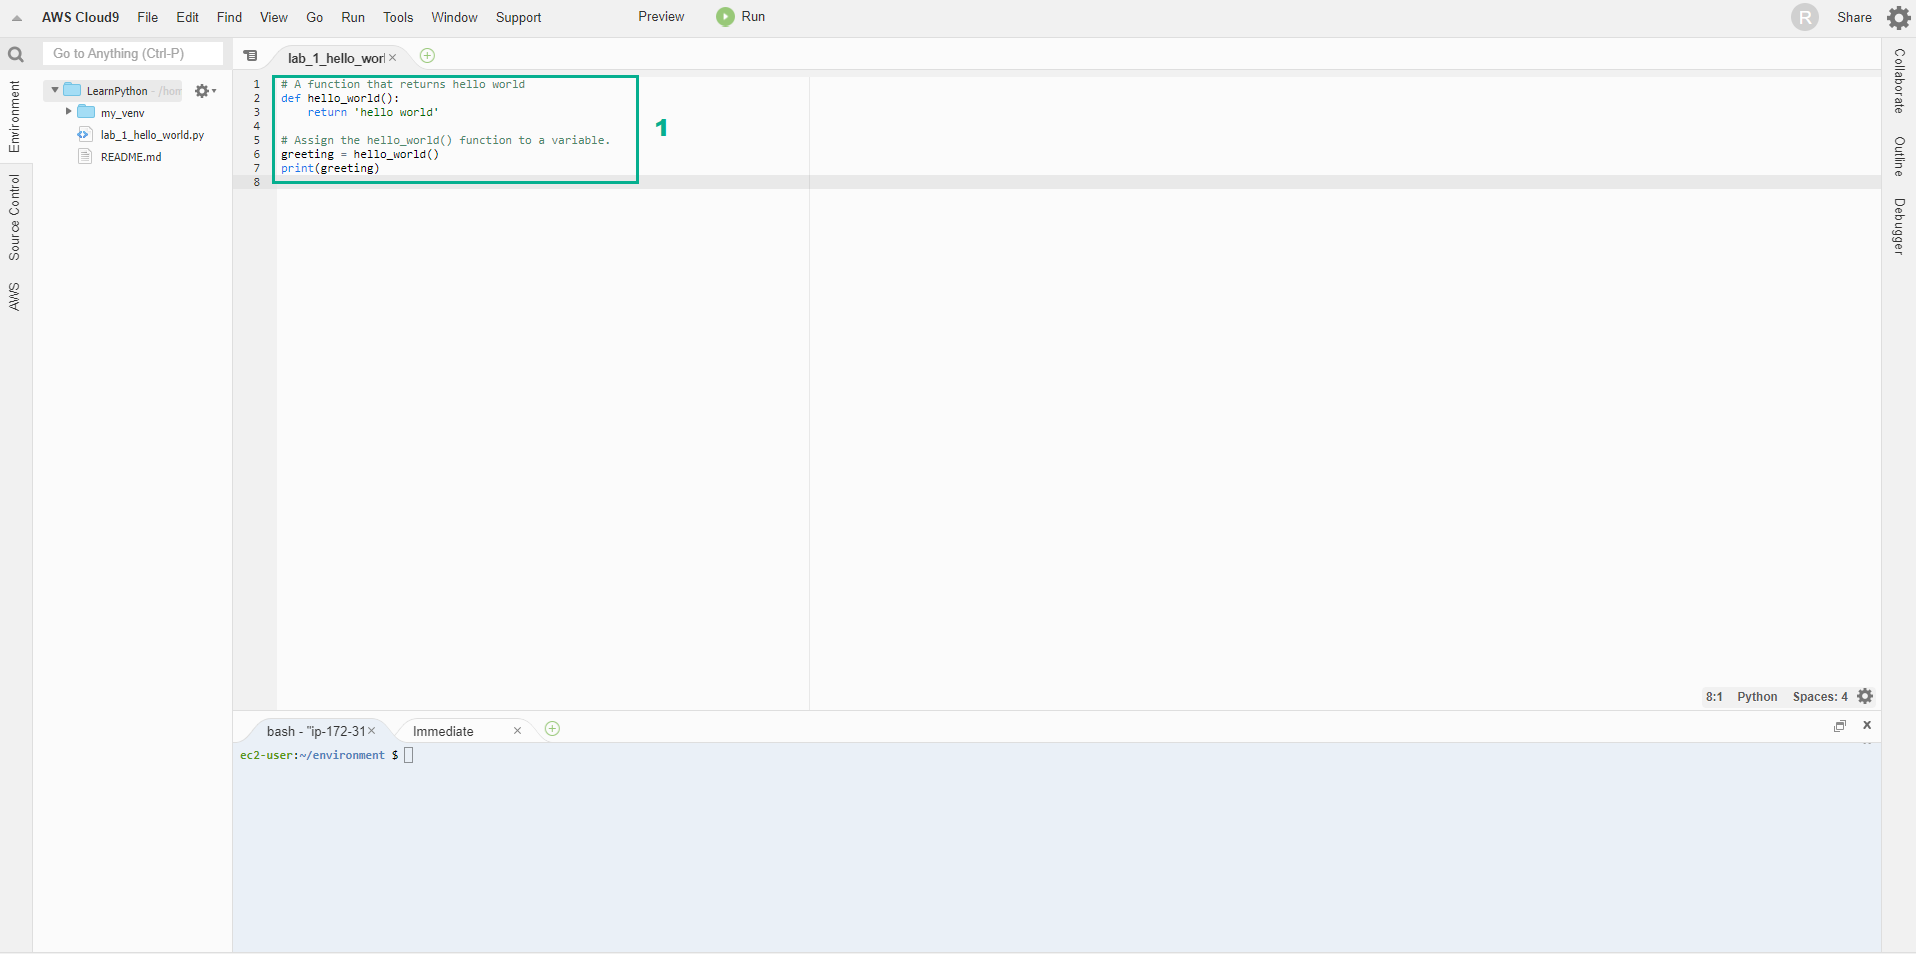 AWS Cloud9 File Edit Find View Go Run Tools Window Support Preview Run R Share
Go to Anything (Ctrl-P)
lab_1_hello_worl
Environment
Source Control
AWS
LearnPython - /hom
my_venv
lab_1_hello_world.py
README.md
1 # A function that returns hello world
2 def hello_world():
3     return 'hello world'
4
5 # Assign the hello_world() function to a variable.
6 greeting = hello_world()
7 print(greeting)
8
1
Collaborate
Outline
Debugger
8:1 Python Spaces: 4
bash - "ip-172-31 Immediate
ec2-user:~/environment $